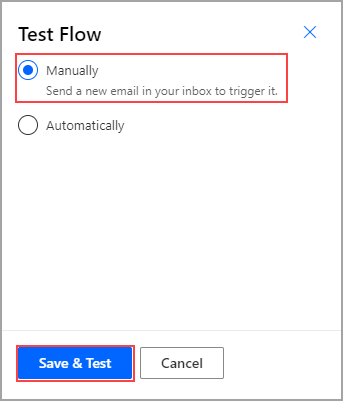 Test Flow
Manually
Send a new email in your inbox to trigger it.
Automatically
Save & Test
Cancel